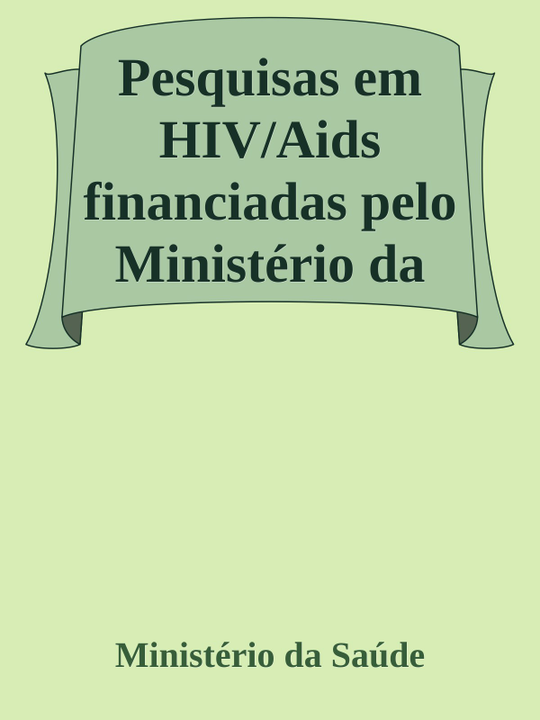 Pesquisas em
HIV/Aids
financiadas pelo
Ministério da
Ministério da Saúde